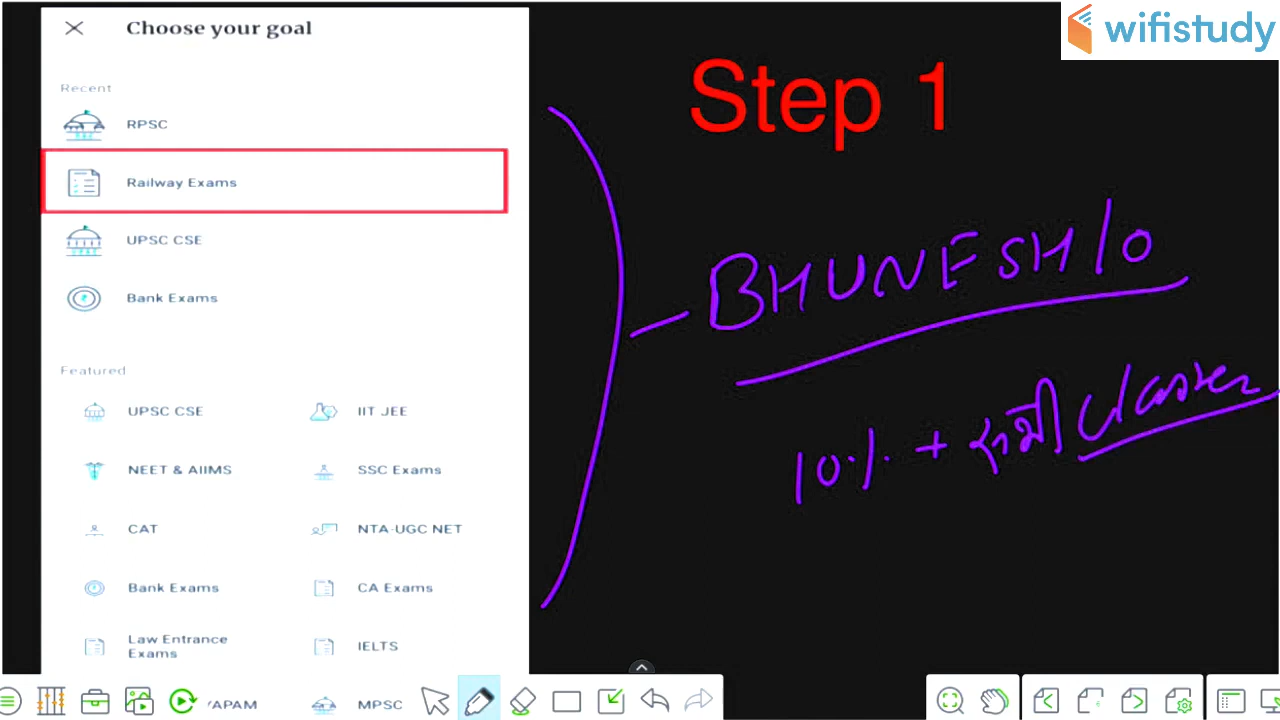 wifistudy
Choose your goal
Step 1
Recent
RPSC
Railway Exams
UPSC CSE
Bank Exams
BHUNESH10
10% + सभी classes
Featured
UPSC CSE IIT JEE
NEET & AIIMS SSC Exams
CAT NTA-UGC NET
Bank Exams CA Exams
Law Entrance
Exams
IELTS
YAPAM MPSC